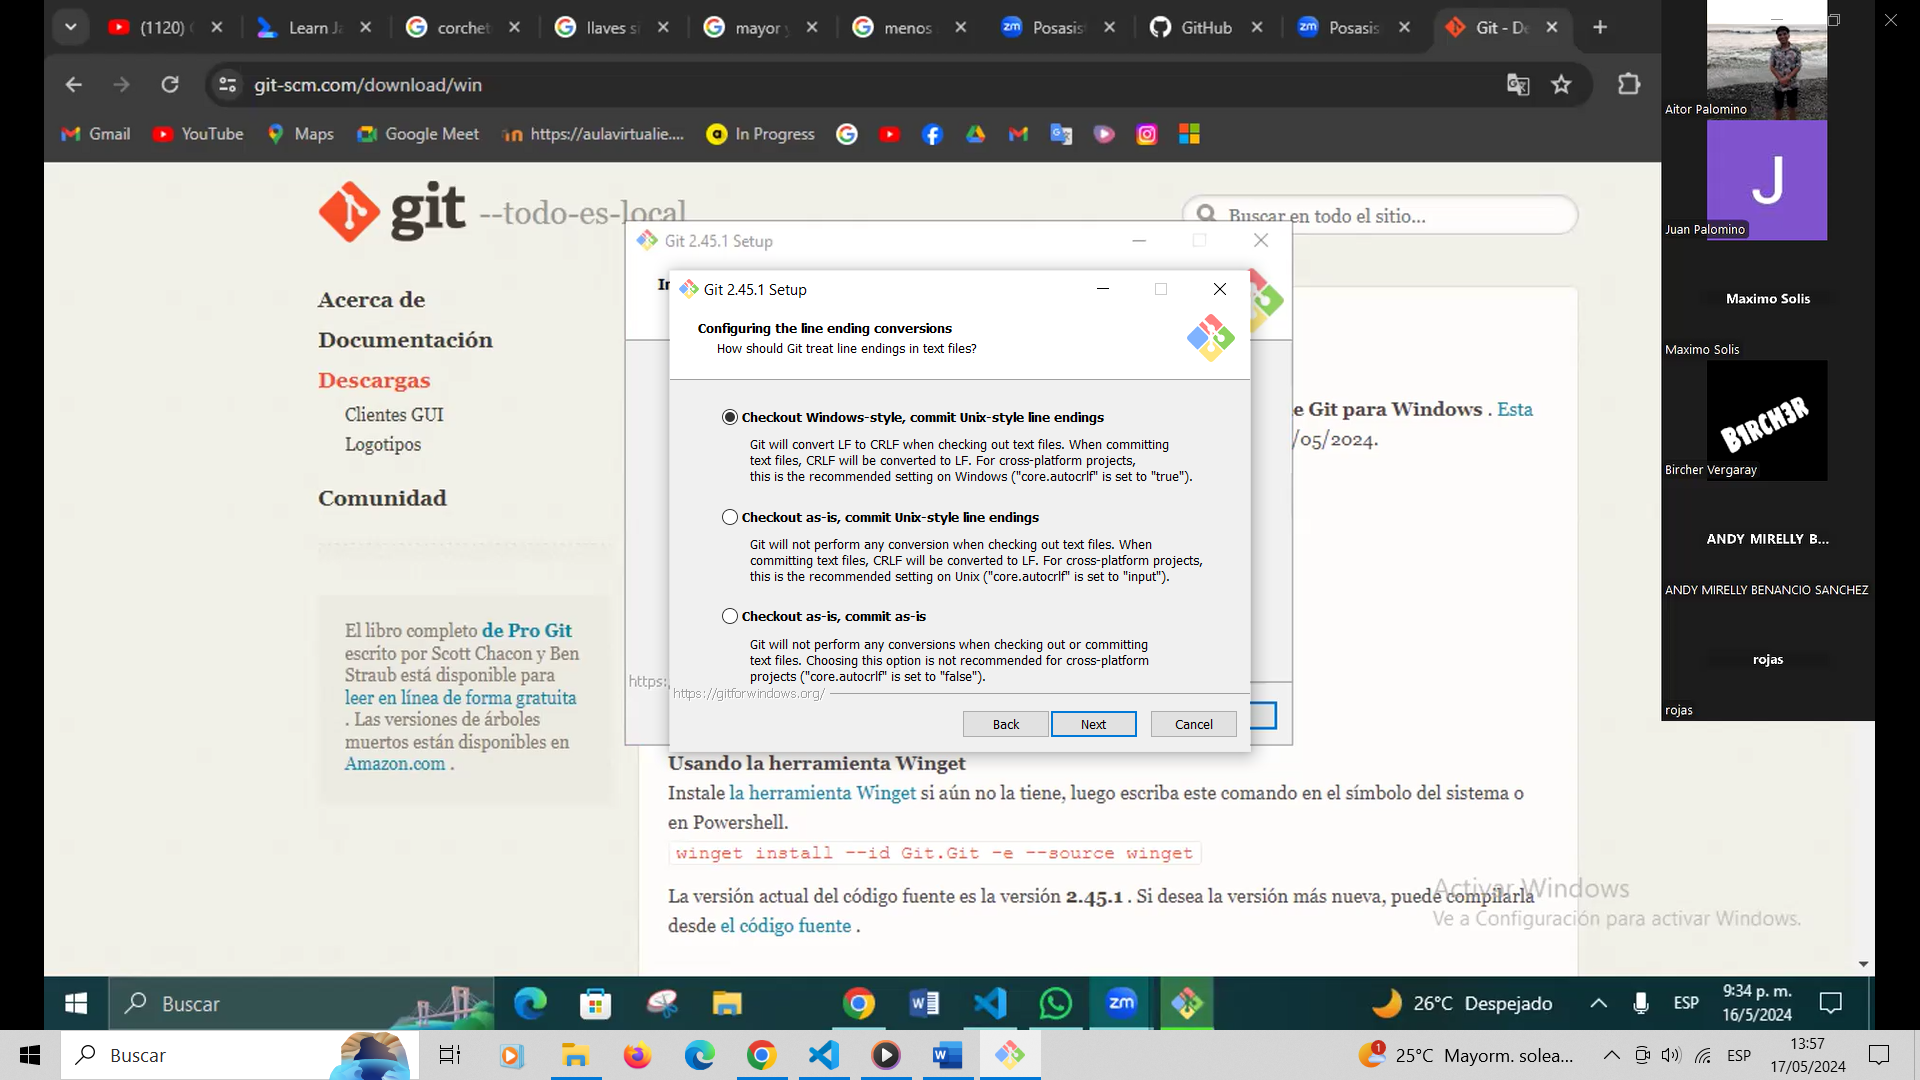 (1120)
Learn Ja
corchet
llaves si
mayor y
menos
Posasis
GitHub
Posasis
Git - De
git-scm.com/download/win
Gmail
YouTube
Maps
Google Meet
https://aulavirtualie....
In Progress
git --todo-es-local
Buscar en todo el sitio...
Acerca de
Documentación
Descargas
Clientes GUI
Logotipos
Comunidad
El libro completo de Pro Git
escrito por Scott Chacon y Ben
Straub está disponible para
leer en línea de forma gratuita
. Las versiones de árboles
muertos están disponibles en
Amazon.com .
Git 2.45.1 Setup
https:
Git 2.45.1 Setup
Configuring the line ending conversions
How should Git treat line endings in text files?
Checkout Windows-style, commit Unix-style line endings
Git will convert LF to CRLF when checking out text files. When committing
text files, CRLF will be converted to LF. For cross-platform projects,
this is the recommended setting on Windows ("core.autocrlf" is set to "true").
Checkout as-is, commit Unix-style line endings
Git will not perform any conversion when checking out text files. When
committing text files, CRLF will be converted to LF. For cross-platform projects,
this is the recommended setting on Unix ("core.autocrlf" is set to "input").
Checkout as-is, commit as-is
Git will not perform any conversions when checking out or committing
text files. Choosing this option is not recommended for cross-platform
projects ("core.autocrlf" is set to "false").
https://gitforwindows.org/
Back
Next
Cancel
e Git para Windows . Esta
/05/2024.
Usando la herramienta Winget
Instale la herramienta Winget si aún no la tiene, luego escriba este comando en el símbolo del sistema o
en Powershell.
winget install --id Git.Git -e --source winget
La versión actual del código fuente es la versión 2.45.1 . Si desea la versión más nueva, puede compilarla
desde el código fuente .
Activar Windows
Ve a Configuración para activar Windows.
Aitor Palomino
J
Juan Palomino
Maximo Solis
Maximo Solis
B1RCH3R
Bircher Vergaray
ANDY MIRELLY B...
ANDY MIRELLY BENANCIO SANCHEZ
rojas
rojas
Buscar
zm
26°C Despejado
ESP
9:34 p. m.
16/5/2024
Buscar
1
25°C Mayorm. solea...
ESP
13:57
17/05/2024